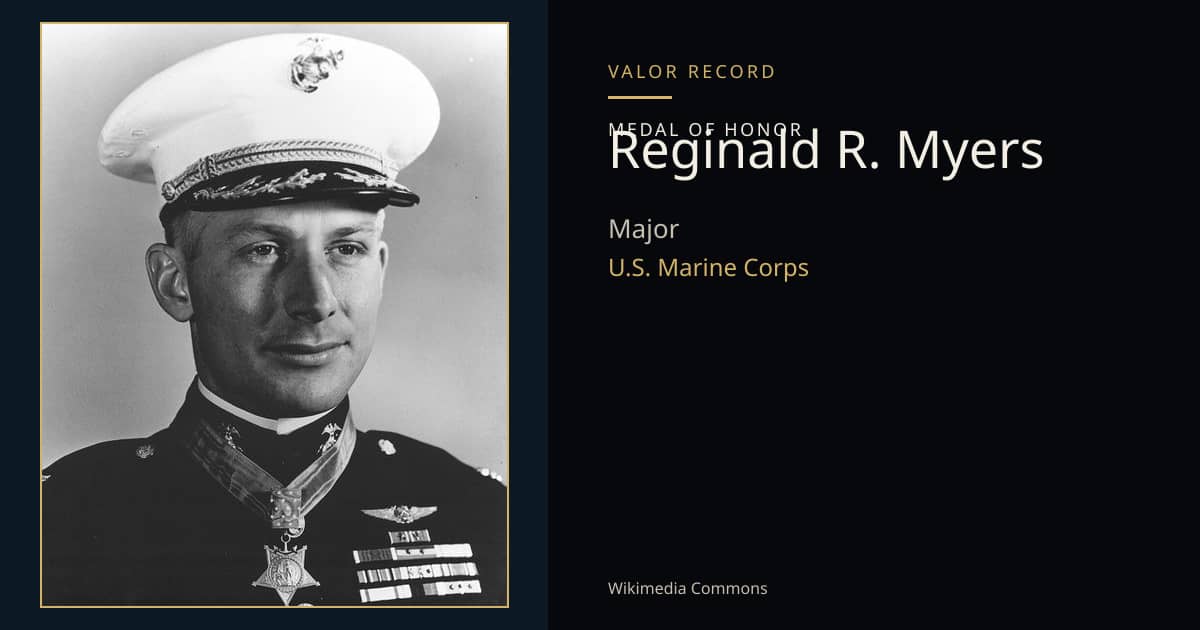 VALOR RECORD
MEDAL OF HONOR
Reginald R. Myers
Major
U.S. Marine Corps
Wikimedia Commons